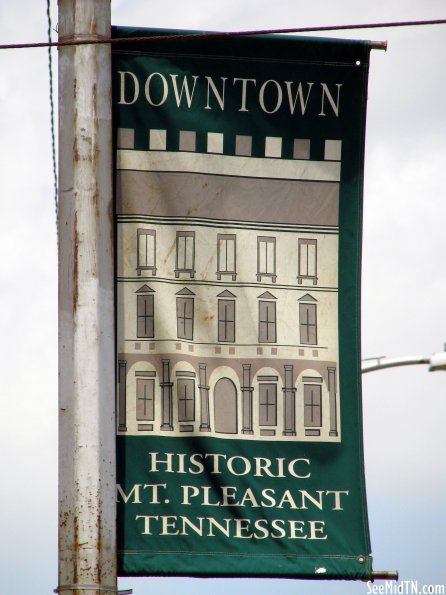 DOWNTOWN
HISTORIC
MT. PLEASANT
TENNESSEE
SeeMidTN.com